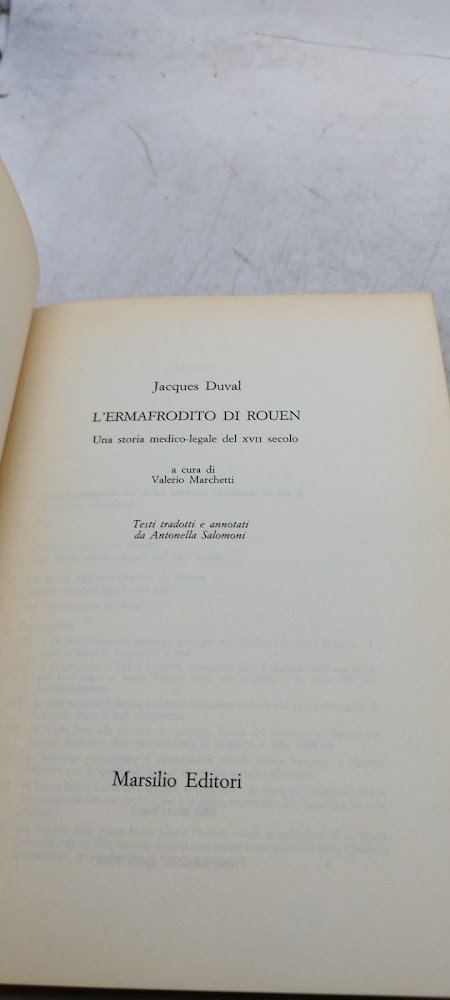 Jacques Duval
L'ERMAFRODITO DI ROUEN
Una storia medico-legale del XVII secolo
a cura di
Valerio Marchetti
Testi tradotti e annotati
da Antonella Salomoni
Marsilio Editori